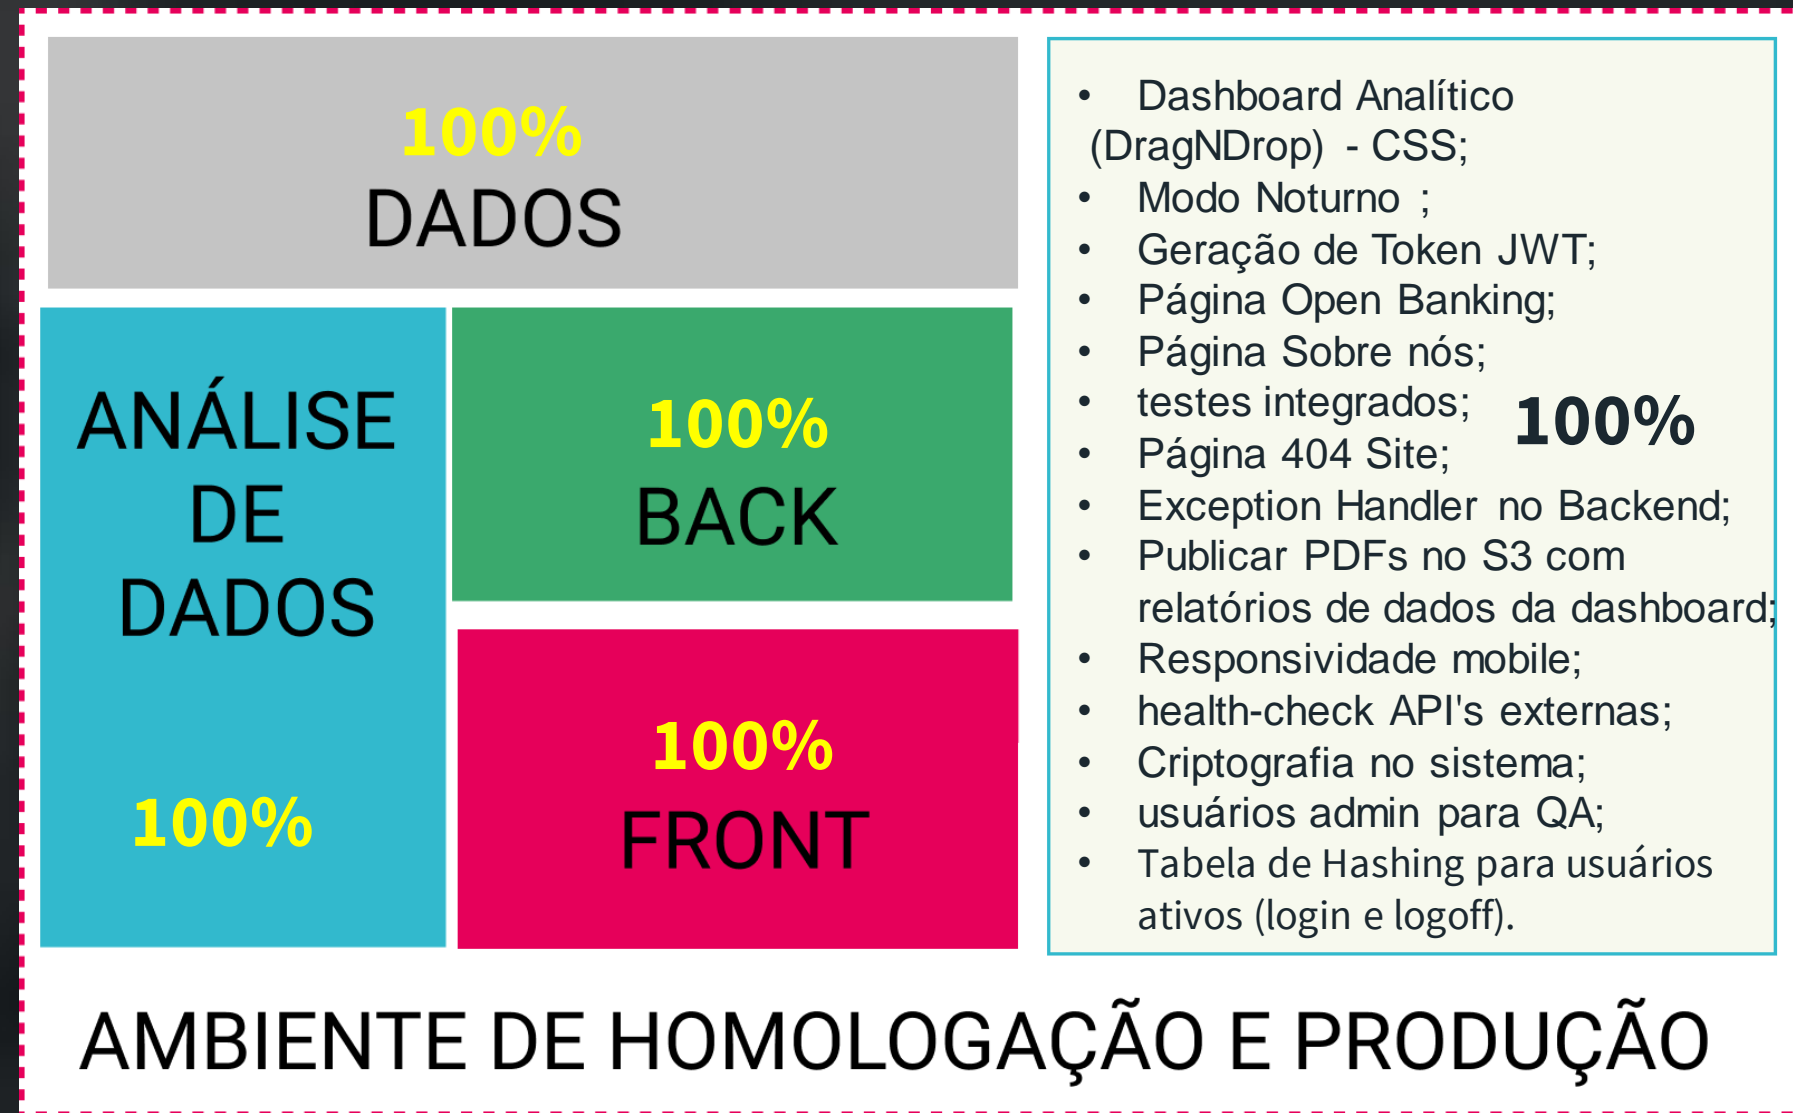 100%
DADOS
ANÁLISE
DE
DADOS
100%
100%
BACK
100%
FRONT
• Dashboard Analítico
(DragNDrop) - CSS;
• Modo Noturno ;
• Geração de Token JWT;
• Página Open Banking;
• Página Sobre nós;
• testes integrados;
100%
• Página 404 Site;
• Exception Handler no Backend;
• Publicar PDFs no S3 com
relatórios de dados da dashboard;
• Responsividade mobile;
• health-check API's externas;
• Criptografia no sistema;
• usuários admin para QA;
• Tabela de Hashing para usuários
ativos (login e logoff).
AMBIENTE DE HOMOLOGAÇÃO E PRODUÇÃO